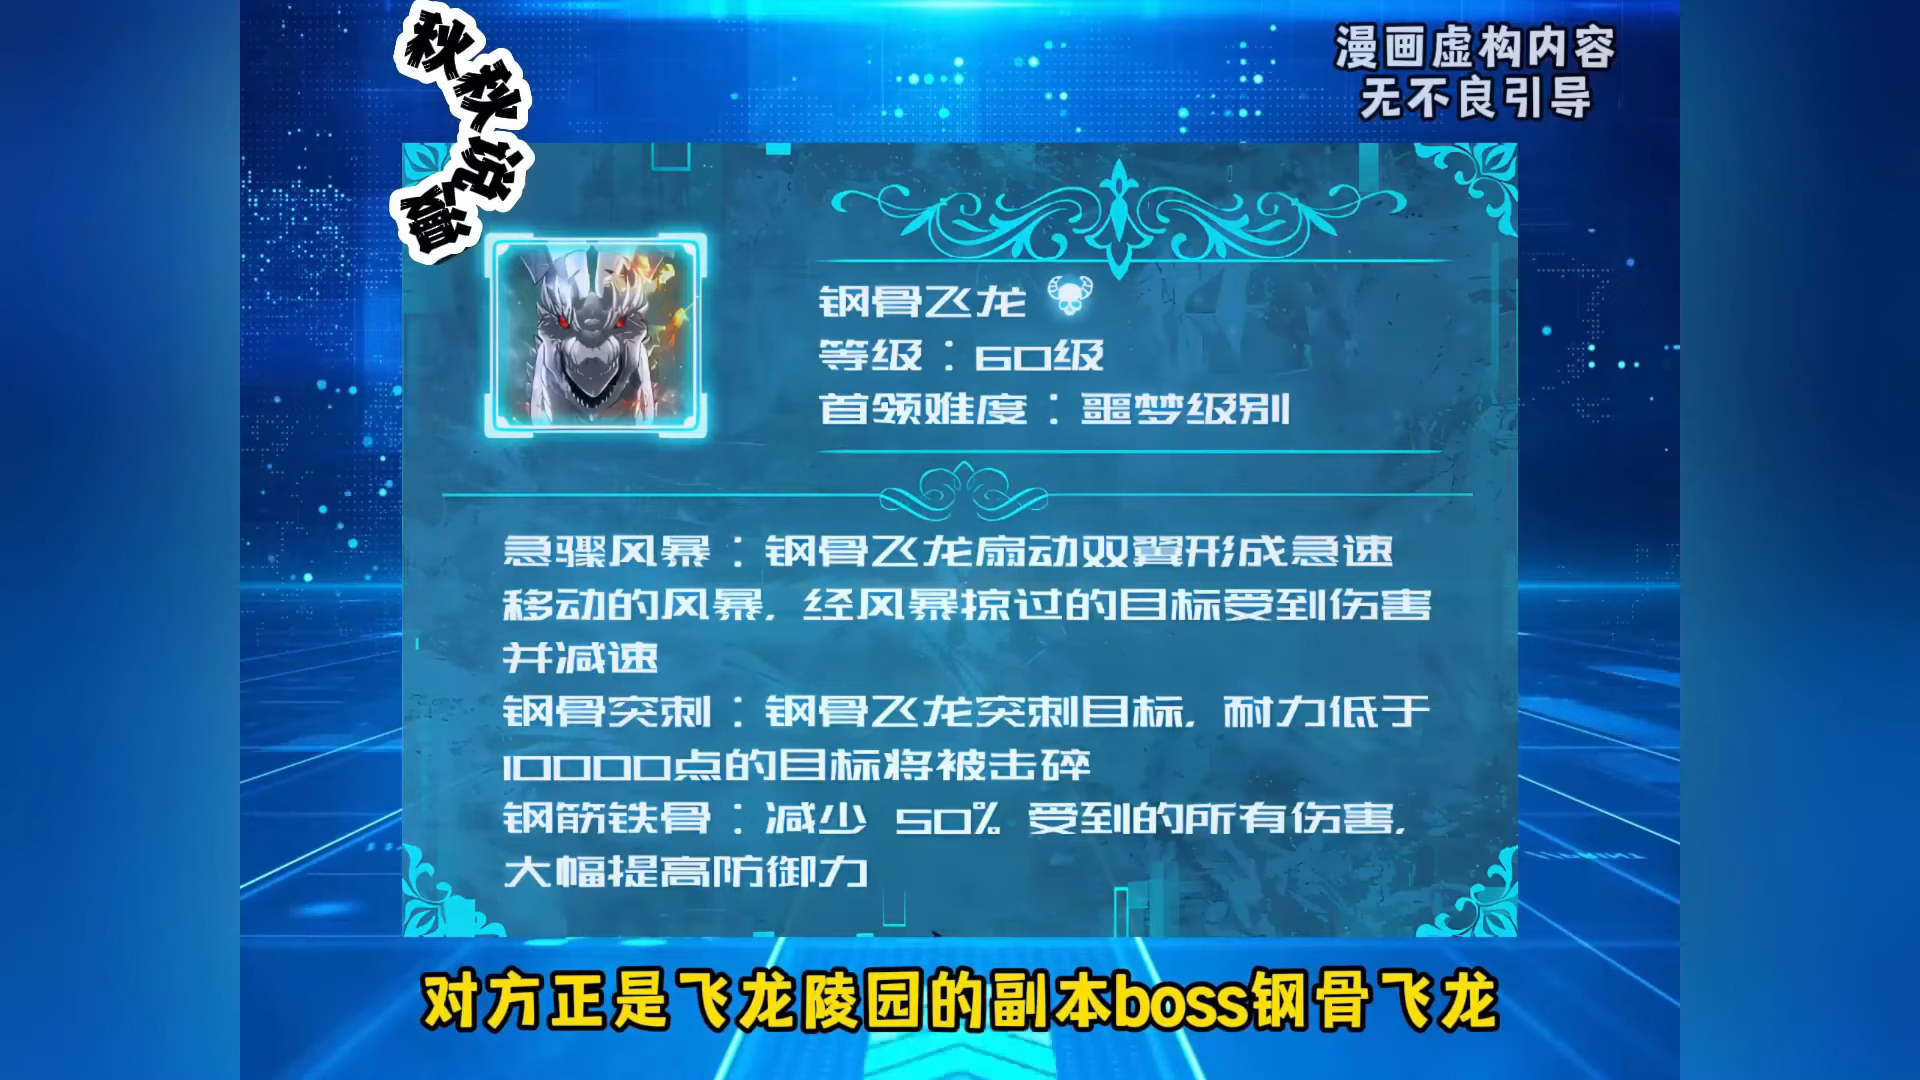 秋秋说漫
漫画虚构内容
无不良引导
钢骨飞龙
等级：60级
首领难度：噩梦级别
急骤风暴：钢骨飞龙扇动双翼形成急速
移动的风暴，经风暴掠过的目标受到伤害
并减速
钢骨突刺：钢骨飞龙突刺目标，耐力低于
10000点的目标将被击碎
钢筋铁骨：减少 50% 受到的所有伤害，
大幅提高防御力
对方正是飞龙陵园的副本boss钢骨飞龙